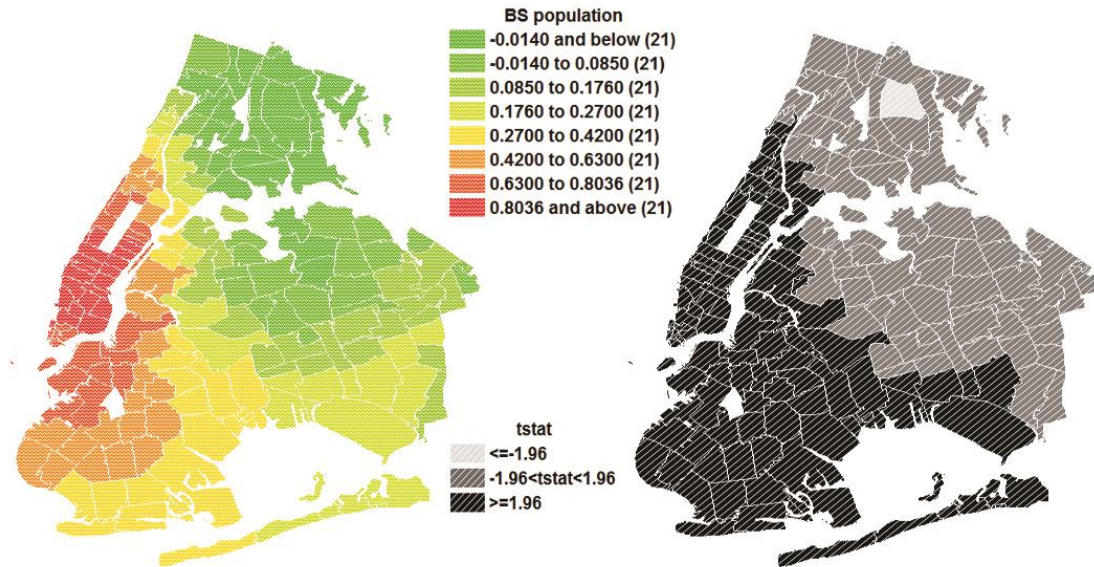 BS population
-0.0140 and below (21)
-0.0140 to 0.0850 (21)
0.0850 to 0.1760 (21)
0.1760 to 0.2700 (21)
0.2700 to 0.4200 (21)
0.4200 to 0.6300 (21)
0.6300 to 0.8036 (21)
0.8036 and above (21)
tstat
<=-1.96
-1.96<tstat<1.96
>=1.96